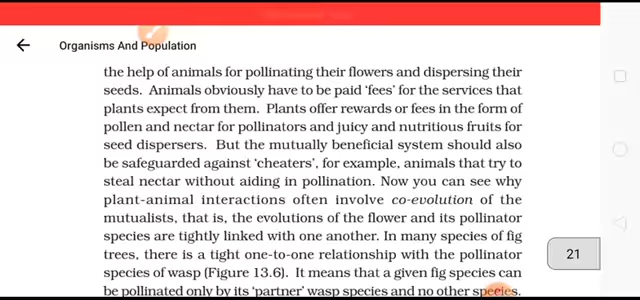 Organisms And Population
the help of animals for pollinating their flowers and dispersing their
seeds. Animals obviously have to be paid ‘fees’ for the services that
plants expect from them. Plants offer rewards or fees in the form of
pollen and nectar for pollinators and juicy and nutritious fruits for
seed dispersers. But the mutually beneficial system should also
be safeguarded against ‘cheaters’, for example, animals that try to
steal nectar without aiding in pollination. Now you can see why
plant-animal interactions often involve co-evolution of the
mutualists, that is, the evolutions of the flower and its pollinator
species are tightly linked with one another. In many species of fig
trees, there is a tight one-to-one relationship with the pollinator
species of wasp (Figure 13.6). It means that a given fig species can
be pollinated only by its ‘partner’ wasp species and no other species.
21